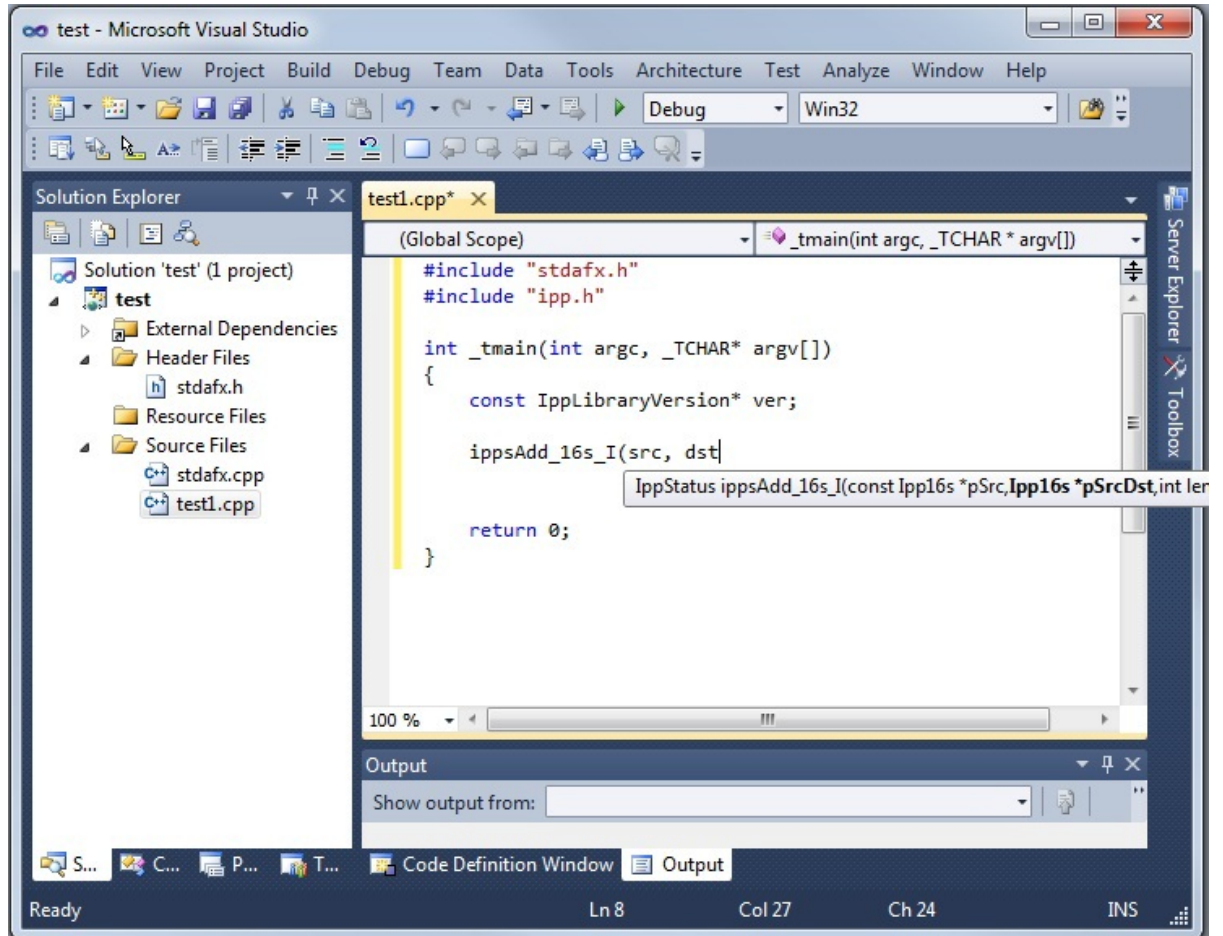 test - Microsoft Visual Studio
File Edit View Project Build Debug Team Data Tools Architecture Test Analyze Window Help
Debug Win32
Solution Explorer
Solution 'test' (1 project)
test
External Dependencies
Header Files
stdafx.h
Resource Files
Source Files
stdafx.cpp
test1.cpp
test1.cpp*
(Global Scope) _tmain(int argc, _TCHAR * argv[])
#include "stdafx.h"
#include "ipp.h"
int _tmain(int argc, _TCHAR* argv[])
{
const IppLibraryVersion* ver;
ippsAdd_16s_I(src, dst
IppStatus ippsAdd_16s_I(const Ipp16s *pSrc,Ipp16s *pSrcDst,int len
return 0;
}
100 %
Output
Show output from:
Server Explorer
Toolbox
S... C... P... T... Code Definition Window Output
Ready Ln 8 Col 27 Ch 24 INS